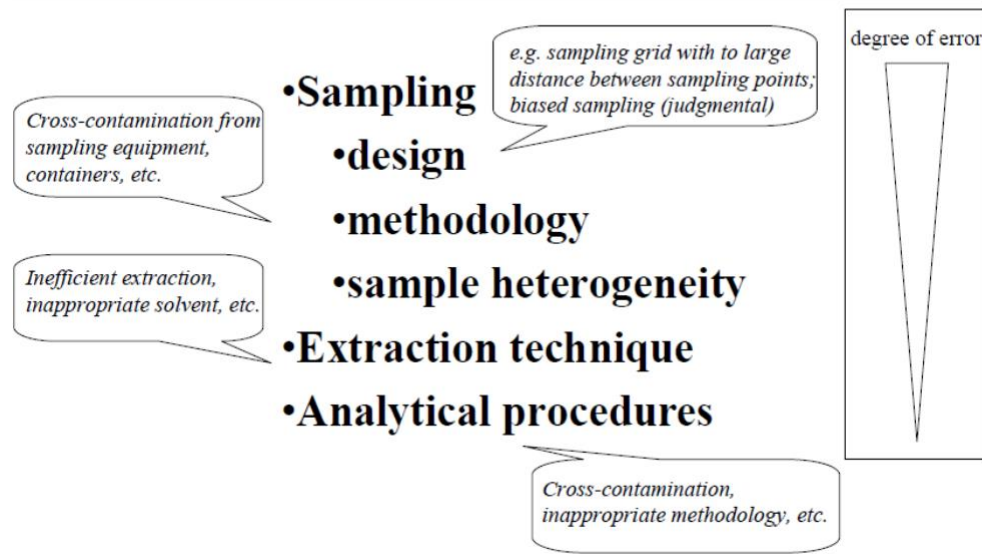 degree of error
e.g. sampling grid with to large
distance between sampling points;
biased sampling (judgmental)
•Sampling
Cross-contamination from
sampling equipment,
containers, etc.
•design
•methodology
Inefficient extraction,
inappropriate solvent, etc.
•sample heterogeneity
•Extraction technique
•Analytical procedures
Cross-contamination,
inappropriate methodology, etc.